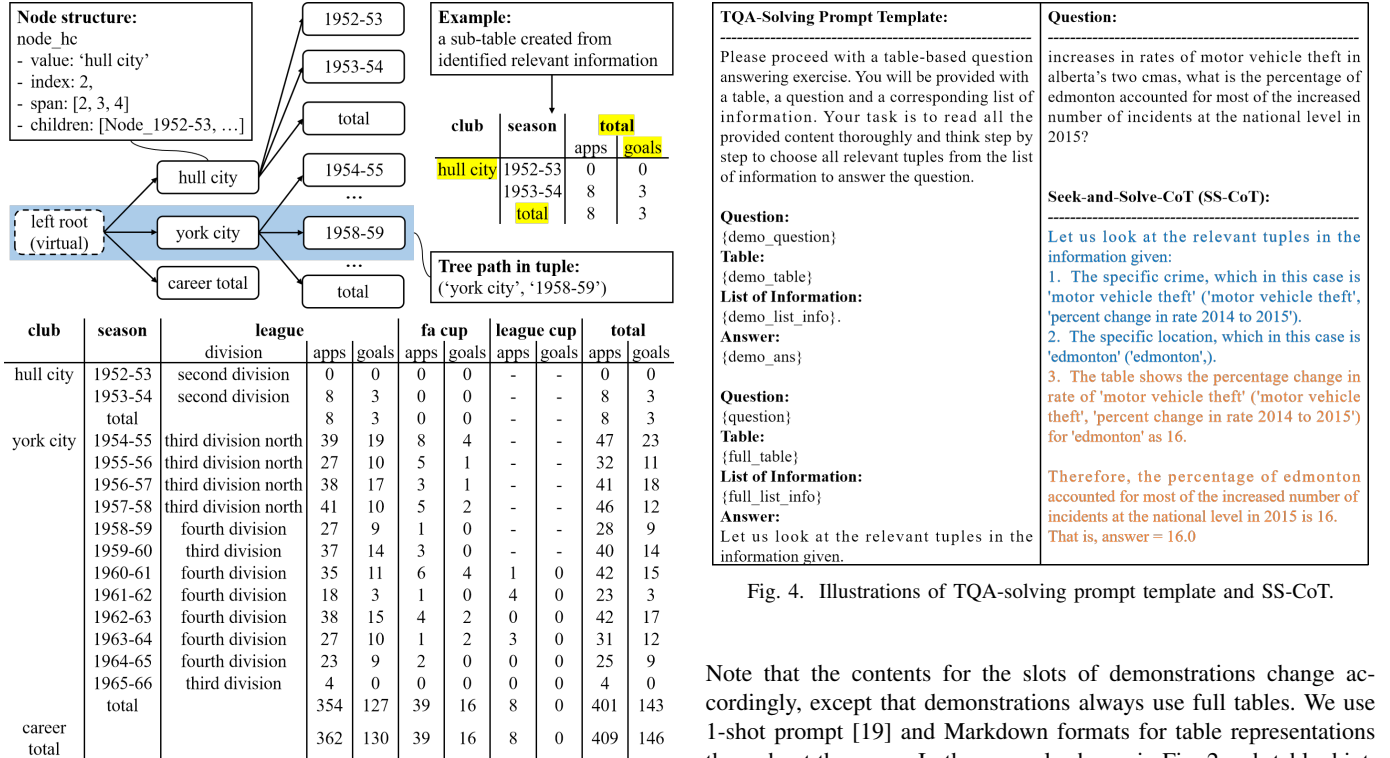 Node structure:
node_hc
- value: ‘hull city’
- index: 2,
- span: [2, 3, 4]
- children: [Node_1952-53, …]
left root
(virtual)
hull city
york city
career total
1952-53
1953-54
total
1954-55
...
1958-59
...
total
Example:
a sub-table created from
identified relevant information
club season total
apps goals
hull city 1952-53 0 0
1953-54 8 3
total 8 3
Tree path in tuple:
(‘york city’, ‘1958-59’)
club season league fa cup league cup total
division apps goals apps goals apps goals apps goals
hull city 1952-53 second division 0 0 0 0 - - 0 0
1953-54 second division 8 3 0 0 - - 8 3
total 8 3 0 0 8 3
york city 1954-55 third division north 39 19 8 4 - - 47 23
1955-56 third division north 27 10 5 1 - - 32 11
1956-57 third division north 38 17 3 1 - - 41 18
1957-58 third division north 41 10 5 2 - - 46 12
1958-59 fourth division 27 9 1 0 - - 28 9
1959-60 third division 37 14 3 0 - - 40 14
1960-61 fourth division 35 11 6 4 1 0 42 15
1961-62 fourth division 18 3 1 0 4 0 23 3
1962-63 fourth division 38 15 4 2 0 0 42 17
1963-64 fourth division 27 10 1 2 3 0 31 12
1964-65 fourth division 23 9 2 0 0 0 25 9
1965-66 third division 4 0 0 0 0 0 4 0
total 354 127 39 16 8 0 401 143
career
total 362 130 39 16 8 0 409 146
TQA-Solving Prompt Template:
Please proceed with a table-based question
answering exercise. You will be provided with
a table, a question and a corresponding list of
information. Your task is to read all the
provided content thoroughly and think step by
step to choose all relevant tuples from the list
of information to answer the question.
Question:
{demo_question}
Table:
{demo_table}
List of Information:
{demo_list_info}.
Answer:
{demo_ans}
Question:
{question}
Table:
{full_table}
List of Information:
{full_list_info}
Answer:
Let us look at the relevant tuples in the
information given.
Question:
increases in rates of motor vehicle theft in
alberta’s two cmas, what is the percentage of
edmonton accounted for most of the increased
number of incidents at the national level in
2015?
Seek-and-Solve-CoT (SS-CoT):
Let us look at the relevant tuples in the
information given:
1. The specific crime, which in this case is
'motor vehicle theft' ('motor vehicle theft',
'percent change in rate 2014 to 2015').
2. The specific location, which in this case is
'edmonton' ('edmonton',).
3. The table shows the percentage change in
rate of 'motor vehicle theft' ('motor vehicle
theft', 'percent change in rate 2014 to 2015')
for 'edmonton' as 16.
Therefore, the percentage of edmonton
accounted for most of the increased number of
incidents at the national level in 2015 is 16.
That is, answer = 16.0
Fig. 4. Illustrations of TQA-solving prompt template and SS-CoT.
Note that the contents for the slots of demonstrations change ac-
cordingly, except that demonstrations always use full tables. We use
1-shot prompt [19] and Markdown formats for table representations